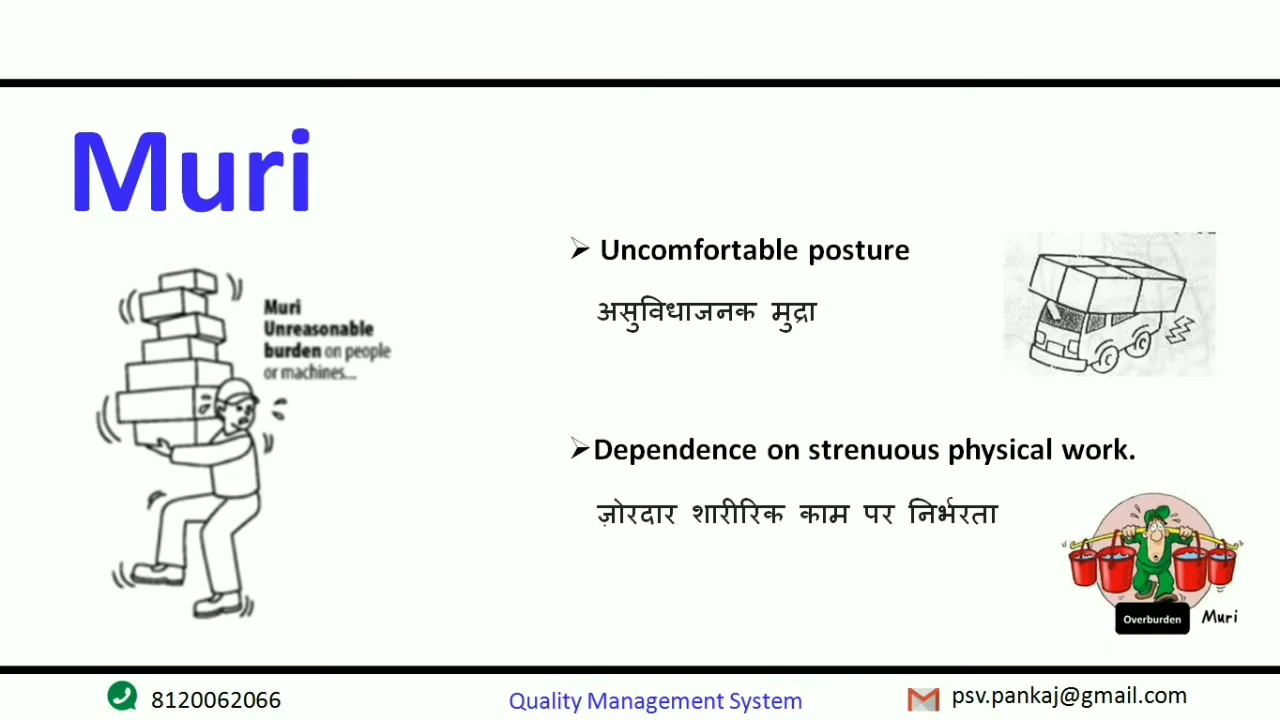 Muri
Muri
Unreasonable
burden on people
or machines...
Uncomfortable posture
असुविधाजनक मुद्रा
Dependence on strenuous physical work.
ज़ोरदार शारीरिक काम पर निर्भरता
Overburden
Muri
8120062066
Quality Management System
psv.pankaj@gmail.com